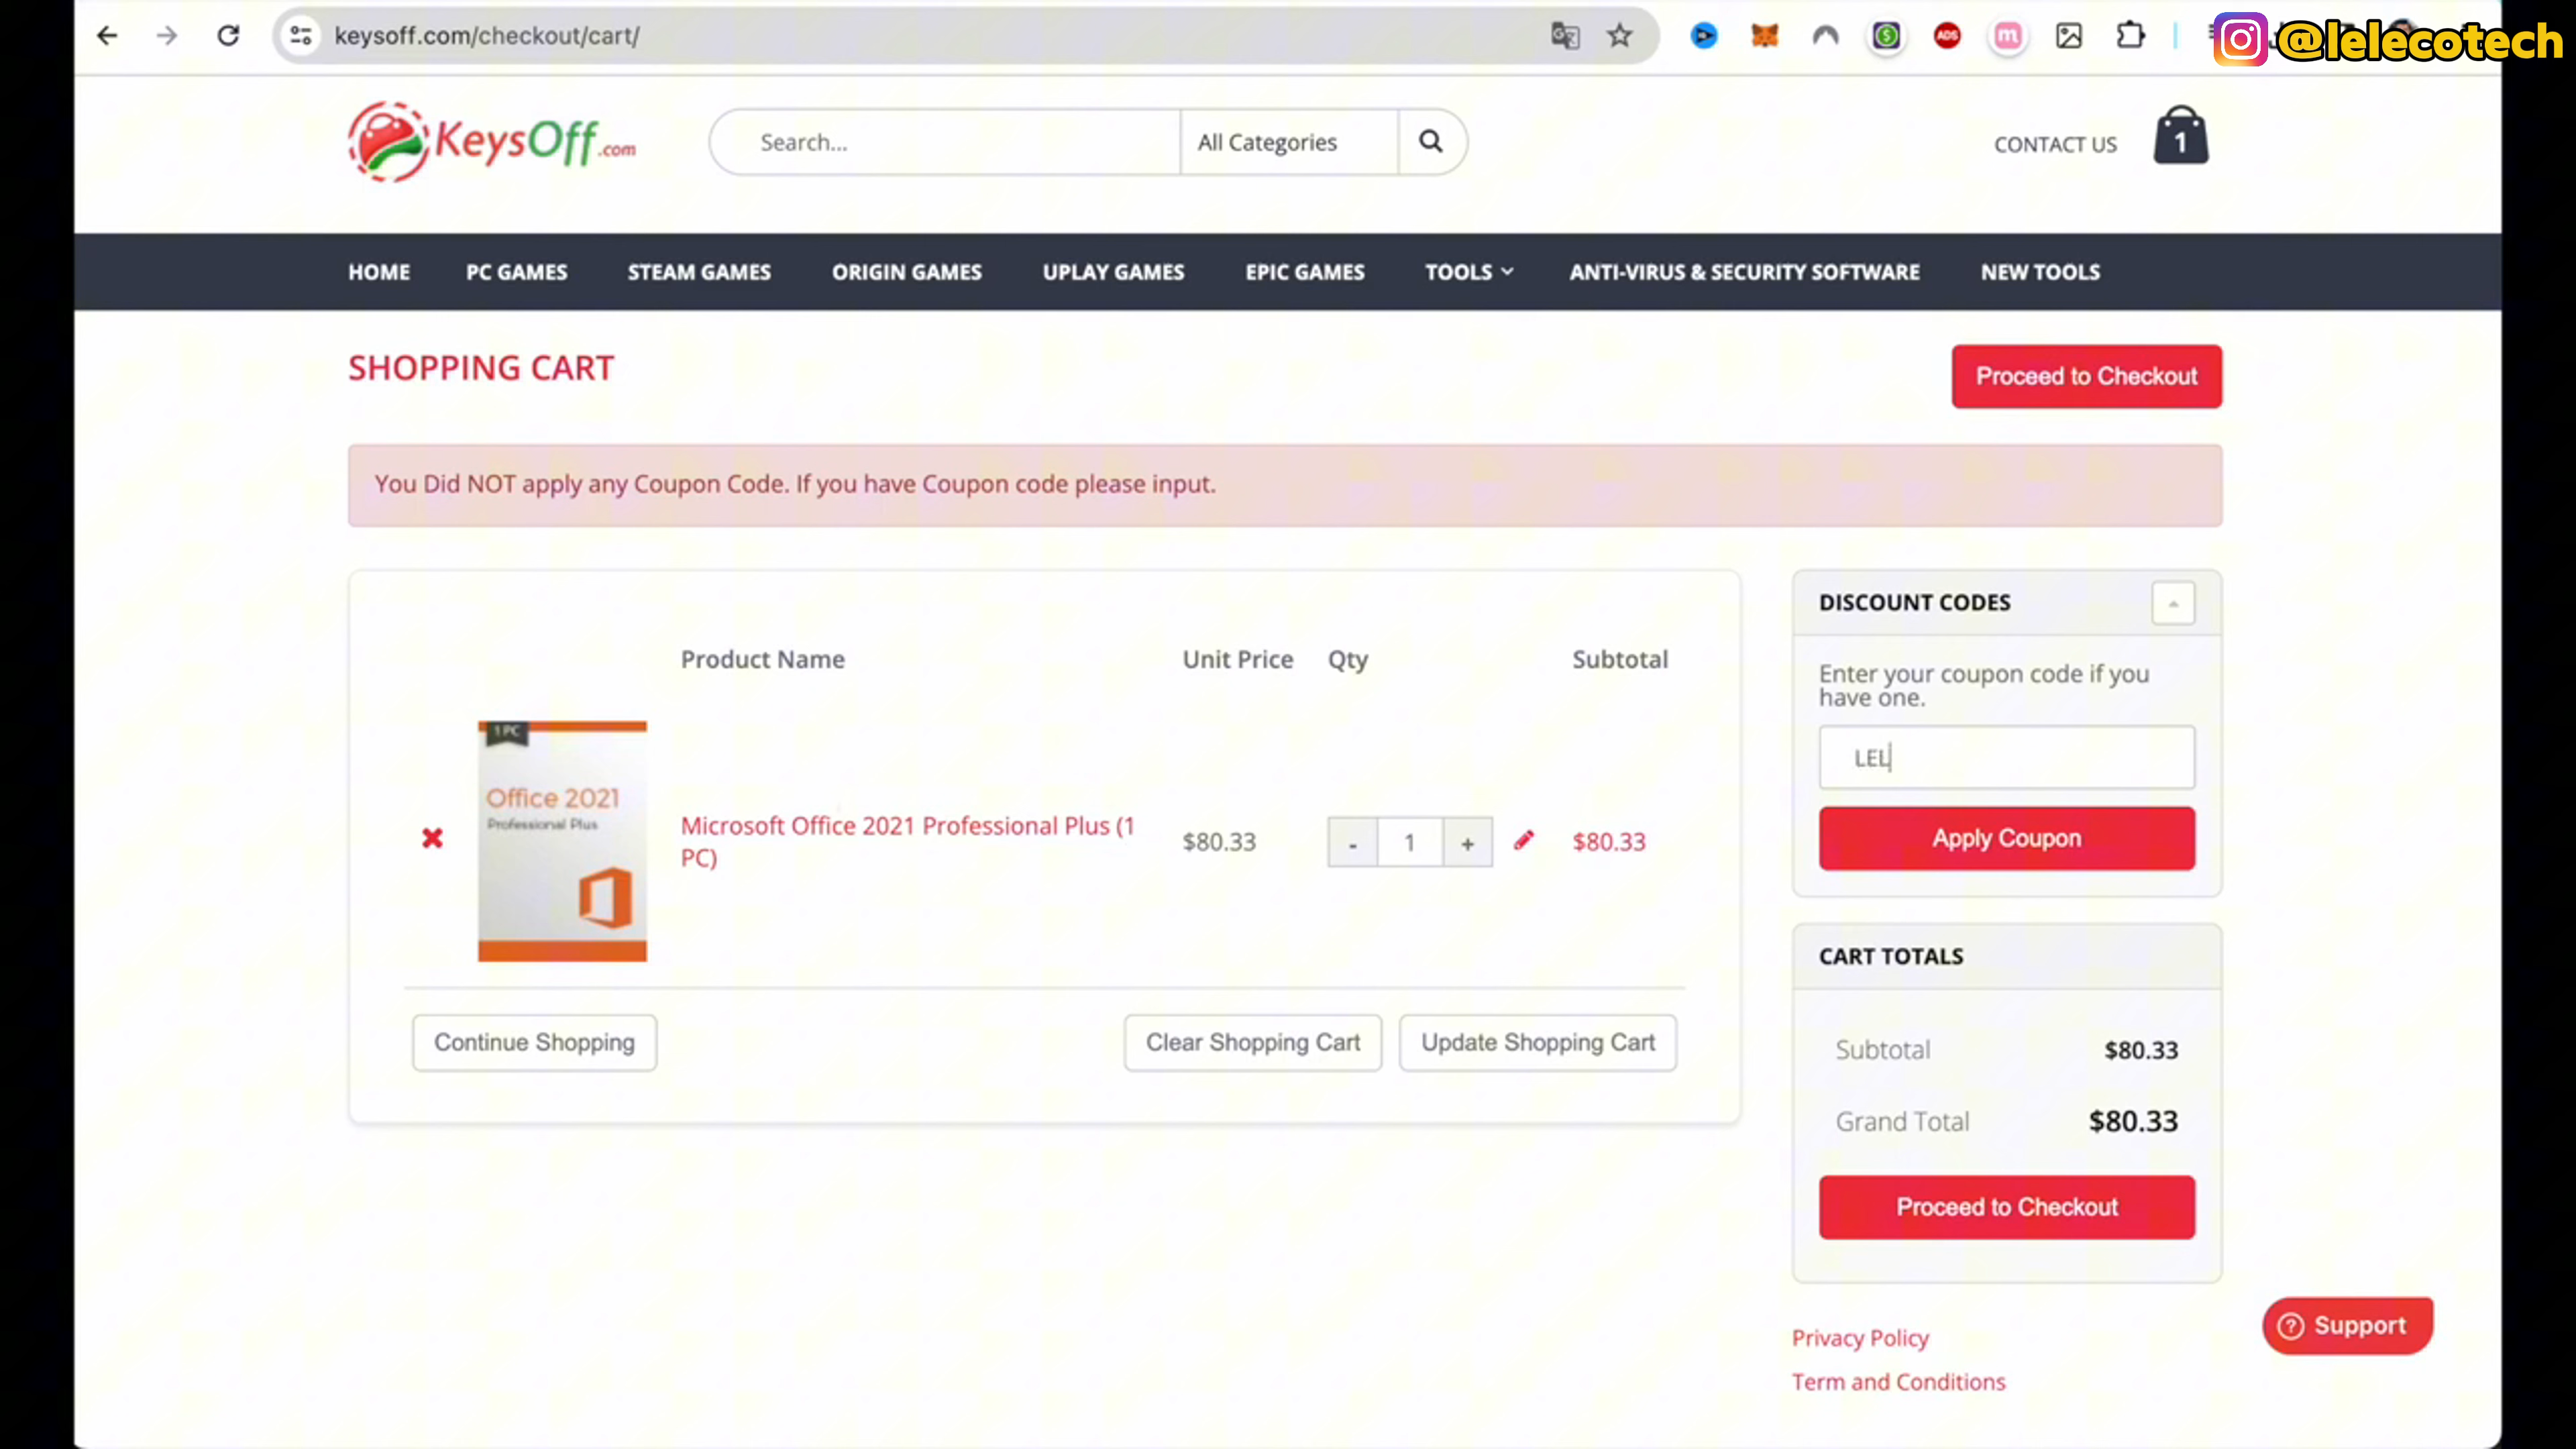 keysoff.com/checkout/cart/
ADS
m
@lelecotech
KeysOff.com
Search...
All Categories
CONTACT US
1
HOME
PC GAMES
STEAM GAMES
ORIGIN GAMES
UPLAY GAMES
EPIC GAMES
TOOLS
ANTI-VIRUS & SECURITY SOFTWARE
NEW TOOLS
SHOPPING CART
Proceed to Checkout
You Did NOT apply any Coupon Code. If you have Coupon code please input.
Product Name
Unit Price
Qty
Subtotal
1 PC
Office 2021
Professional Plus
Microsoft Office 2021 Professional Plus (1
PC)
$80.33
-
1
+
$80.33
Continue Shopping
Clear Shopping Cart
Update Shopping Cart
DISCOUNT CODES
Enter your coupon code if you
have one.
LEL
Apply Coupon
CART TOTALS
Subtotal
$80.33
Grand Total
$80.33
Proceed to Checkout
Privacy Policy
Term and Conditions
Support